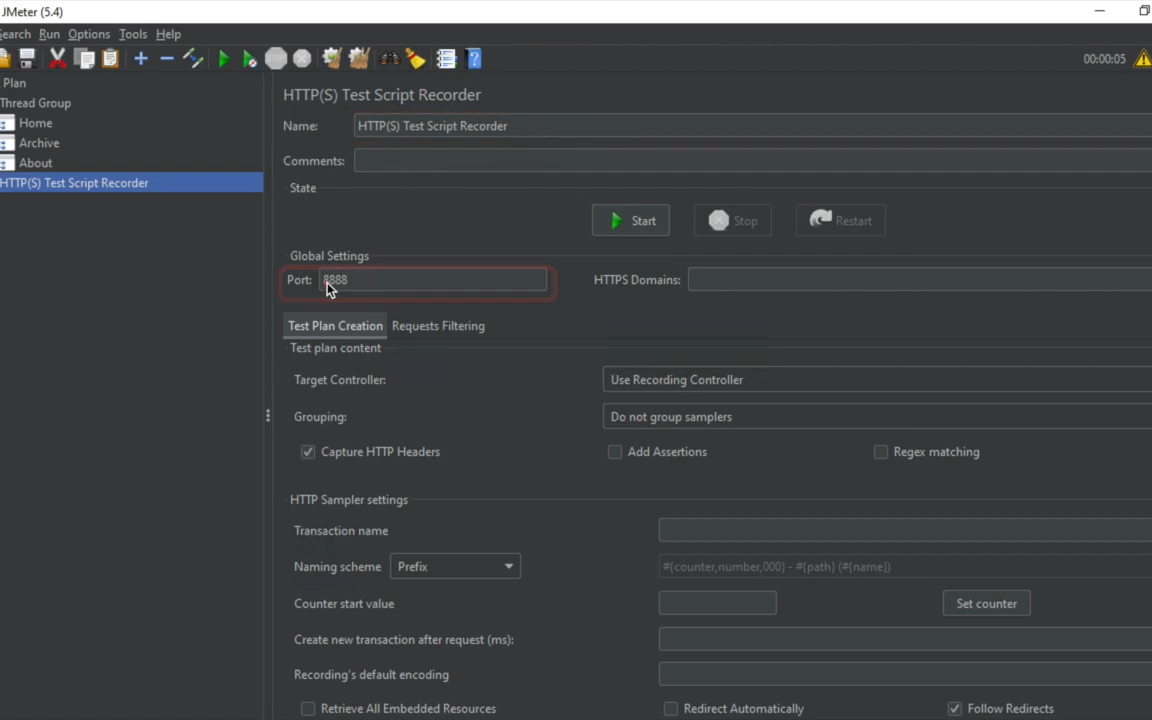 JMeter (5.4)
Search Run Options Tools Help
00:00:05
Plan
Thread Group
Home
Archive
About
HTTP(S) Test Script Recorder
HTTP(S) Test Script Recorder
Name: HTTP(S) Test Script Recorder
Comments:
State
Start Stop Restart
Global Settings
Port: 8888 HTTPS Domains:
Test Plan Creation Requests Filtering
Test plan content
Target Controller: Use Recording Controller
Grouping: Do not group samplers
Capture HTTP Headers Add Assertions Regex matching
HTTP Sampler settings
Transaction name
Naming scheme Prefix #{counter,number,000} - #{path} (#{name})
Counter start value Set counter
Create new transaction after request (ms):
Recording's default encoding
Retrieve All Embedded Resources Redirect Automatically Follow Redirects